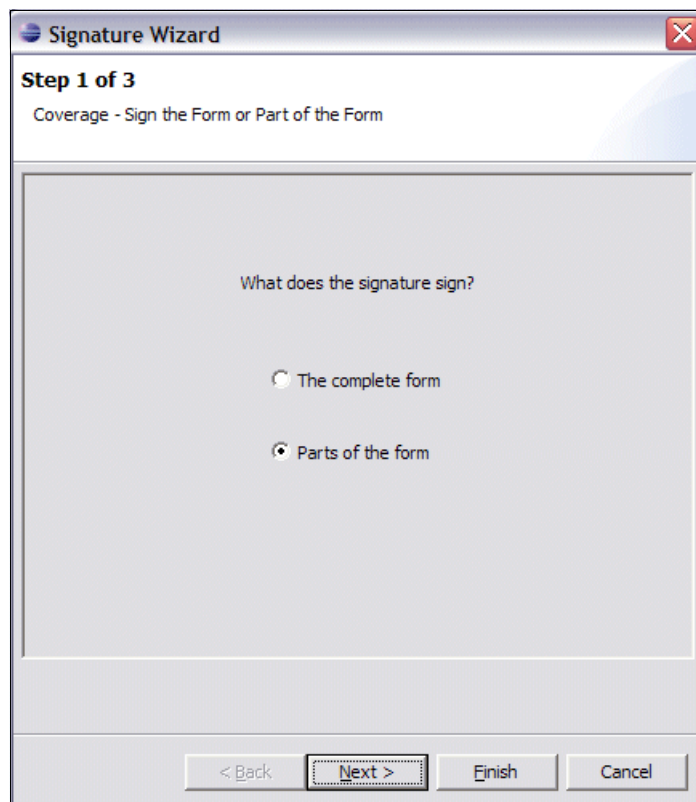 Signature Wizard
Step 1 of 3
Coverage - Sign the Form or Part of the Form
What does the signature sign?
The complete form
Parts of the form
< Back Next > Finish Cancel